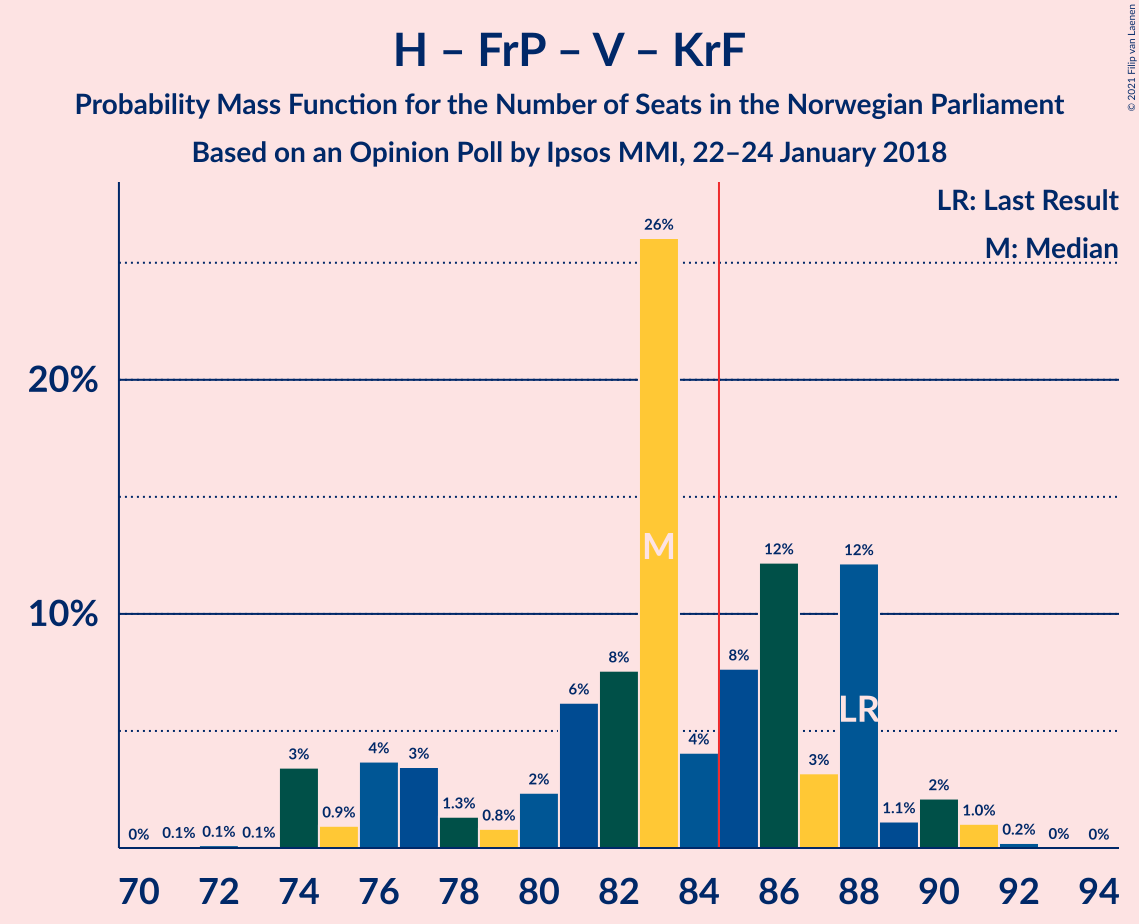 H – FrP – V – KrF
Probability Mass Function for the Number of Seats in the Norwegian Parliament
Based on an Opinion Poll by Ipsos MMI, 22–24 January 2018
© 2021 Filip van Laenen
LR: Last Result
M: Median
20%
10%
0% 0.1% 0.1% 0.1% 3% 0.9% 4% 3% 1.3% 0.8% 2% 6% 8% 26% 4% 8% 12% 3% 12% 1.1% 2% 1.0% 0.2% 0% 0%
M
LR
70 72 74 76 78 80 82 84 86 88 90 92 94